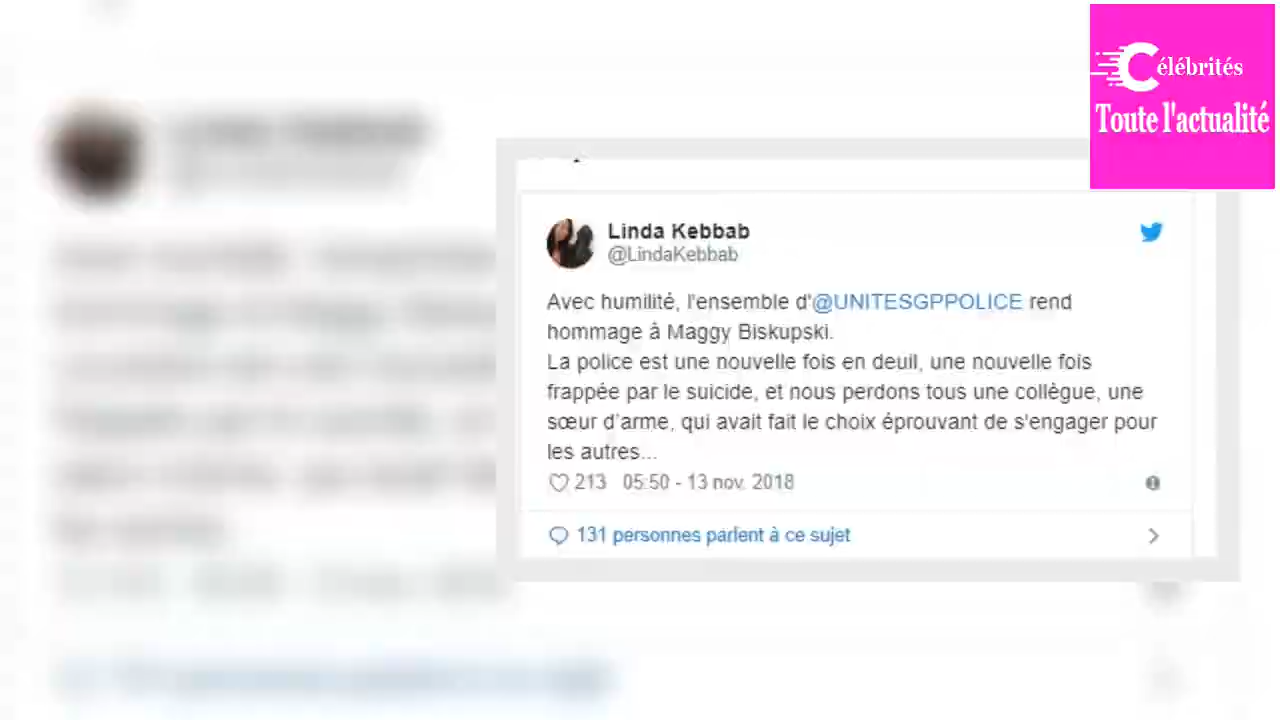 Célébrités
Toute l'actualité
Linda Kebbab
@LindaKebbab
Avec humilité, l'ensemble d'@UNITESGPPOLICE rend
hommage à Maggy Biskupski.
La police est une nouvelle fois en deuil, une nouvelle fois
frappée par le suicide, et nous perdons tous une collègue, une
sœur d’arme, qui avait fait le choix éprouvant de s'engager pour
les autres...
213 05:50 - 13 nov. 2018
131 personnes parlent à ce sujet